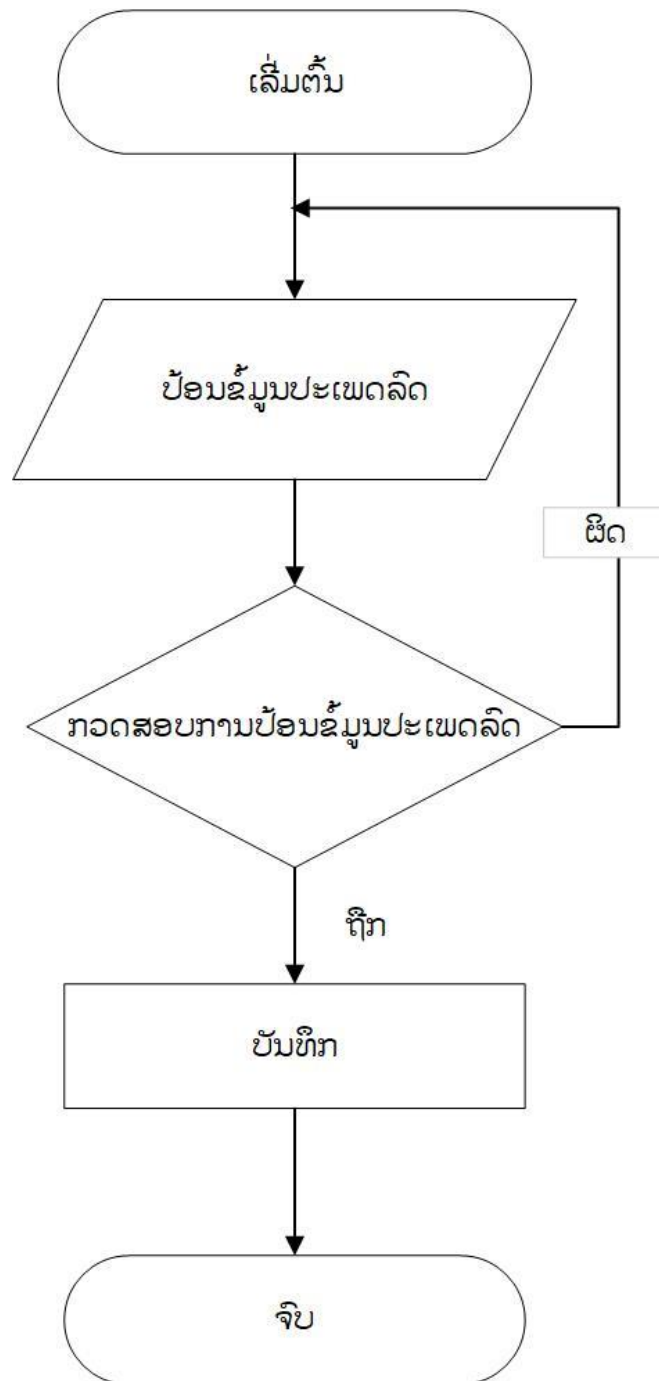 ເລີ່ມຕົ້ນ
ປ້ອນຂໍ້ມູນປະເພດລົດ
ຜິດ
ກວດສອບການປ້ອນຂໍ້ມູນປະເພດລົດ
ຖືກ
ບັນທຶກ
ຈົບ